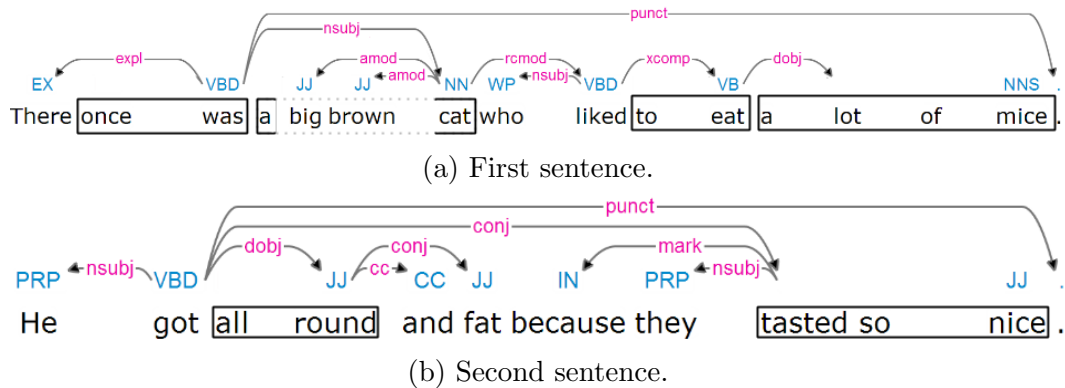 punct
nsubj
expl amod rcmod xcomp dobj
EX VBD JJ JJ amod NN WP nsubj VBD VB NNS .
There once was a big brown cat who liked to eat a lot of mice .
(a) First sentence.
punct
conj
dobj conj mark
PRP nsubj VBD JJ cc CC JJ IN PRP nsubj JJ .
He got all round and fat because they tasted so nice .
(b) Second sentence.